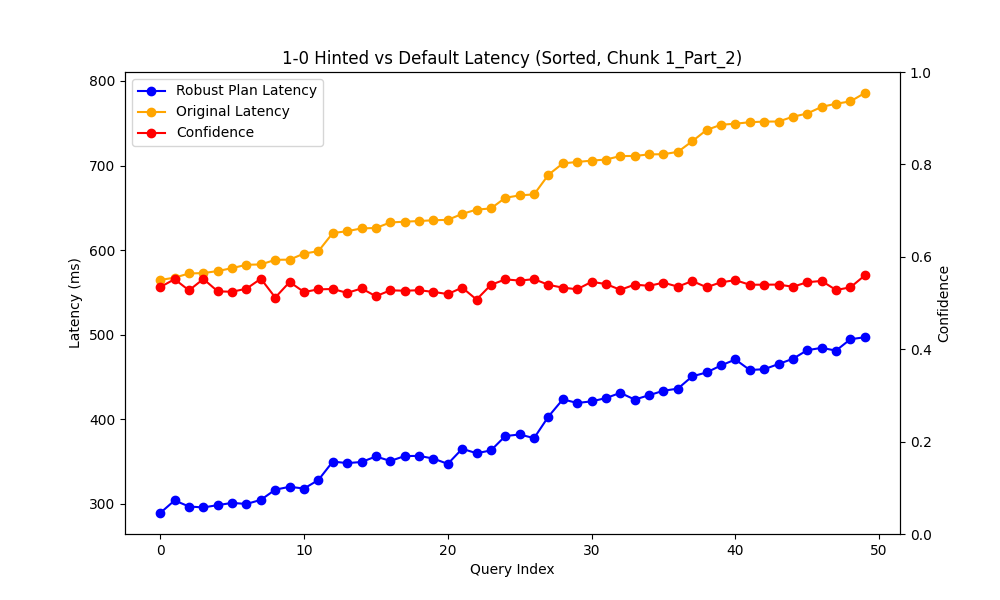 1-0 Hinted vs Default Latency (Sorted, Chunk 1_Part_2)
Robust Plan Latency
Original Latency
Confidence
Latency (ms)
800
700
600
500
400
300
1.0
0.8
0.6
0.4
0.2
0.0
Confidence
0 10 20 30 40 50
Query Index